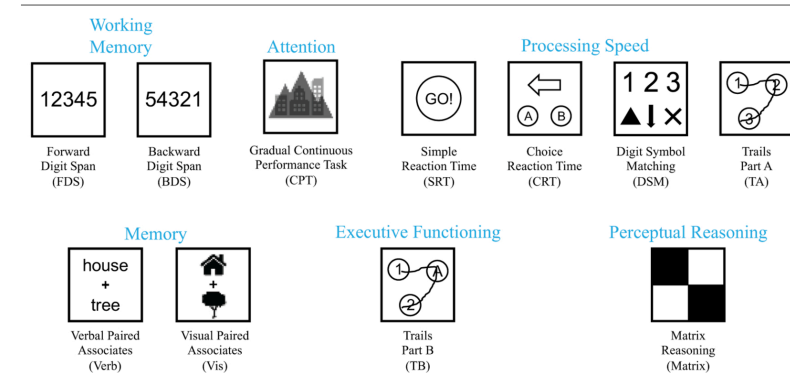 Working
Memory
Attention
Processing Speed
12345
54321
GO!
A B
1 2 3
1 2
3
Forward
Digit Span
(FDS)
Backward
Digit Span
(BDS)
Gradual Continuous
Performance Task
(CPT)
Simple
Reaction Time
(SRT)
Choice
Reaction Time
(CRT)
Digit Symbol
Matching
(DSM)
Trails
Part A
(TA)
Memory
Executive Functioning
Perceptual Reasoning
house
+
tree
+
1 A
2
Verbal Paired
Associates
(Verb)
Visual Paired
Associates
(Vis)
Trails
Part B
(TB)
Matrix
Reasoning
(Matrix)